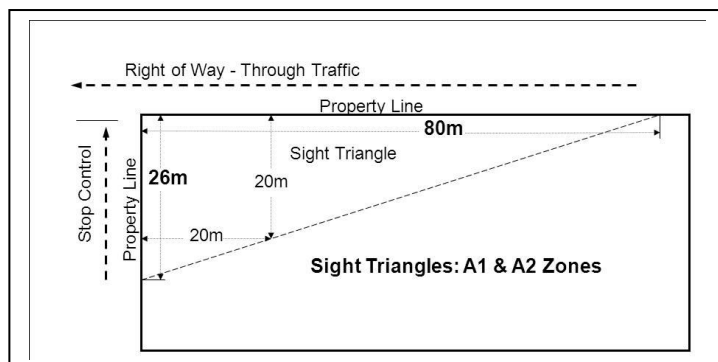 Right of Way - Through Traffic
Property Line
80m
Sight Triangle
Stop Control
Property Line
26m
20m
20m
Sight Triangles: A1 & A2 Zones